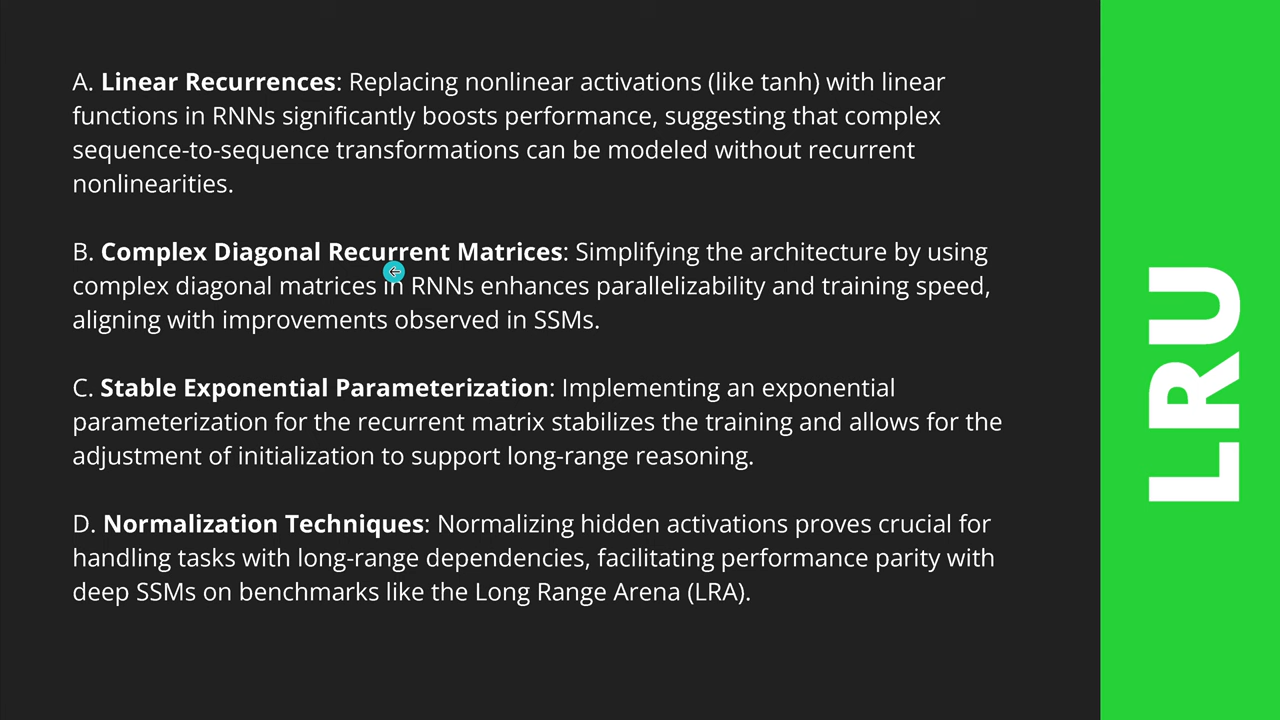 A. Linear Recurrences: Replacing nonlinear activations (like tanh) with linear
functions in RNNs significantly boosts performance, suggesting that complex
sequence-to-sequence transformations can be modeled without recurrent
nonlinearities.
B. Complex Diagonal Recurrent Matrices: Simplifying the architecture by using
complex diagonal matrices in RNNs enhances parallelizability and training speed,
aligning with improvements observed in SSMs.
C. Stable Exponential Parameterization: Implementing an exponential
parameterization for the recurrent matrix stabilizes the training and allows for the
adjustment of initialization to support long-range reasoning.
D. Normalization Techniques: Normalizing hidden activations proves crucial for
handling tasks with long-range dependencies, facilitating performance parity with
deep SSMs on benchmarks like the Long Range Arena (LRA).
LRU